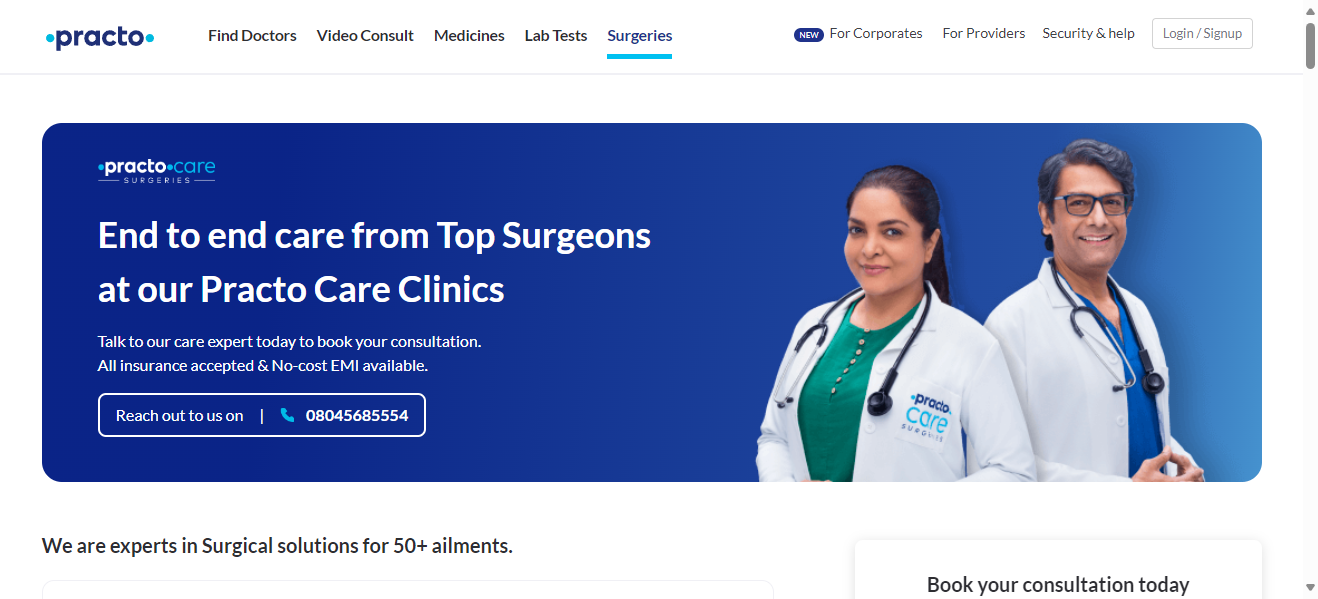 •practo•
Find Doctors Video Consult Medicines Lab Tests Surgeries
NEW For Corporates For Providers Security & help Login / Signup
•practo•care
SURGERIES
End to end care from Top Surgeons
at our Practo Care Clinics
Talk to our care expert today to book your consultation.
All insurance accepted & No-cost EMI available.
Reach out to us on | 08045685554
•practo•
care
SURGERIES
We are experts in Surgical solutions for 50+ ailments.
Book your consultation today